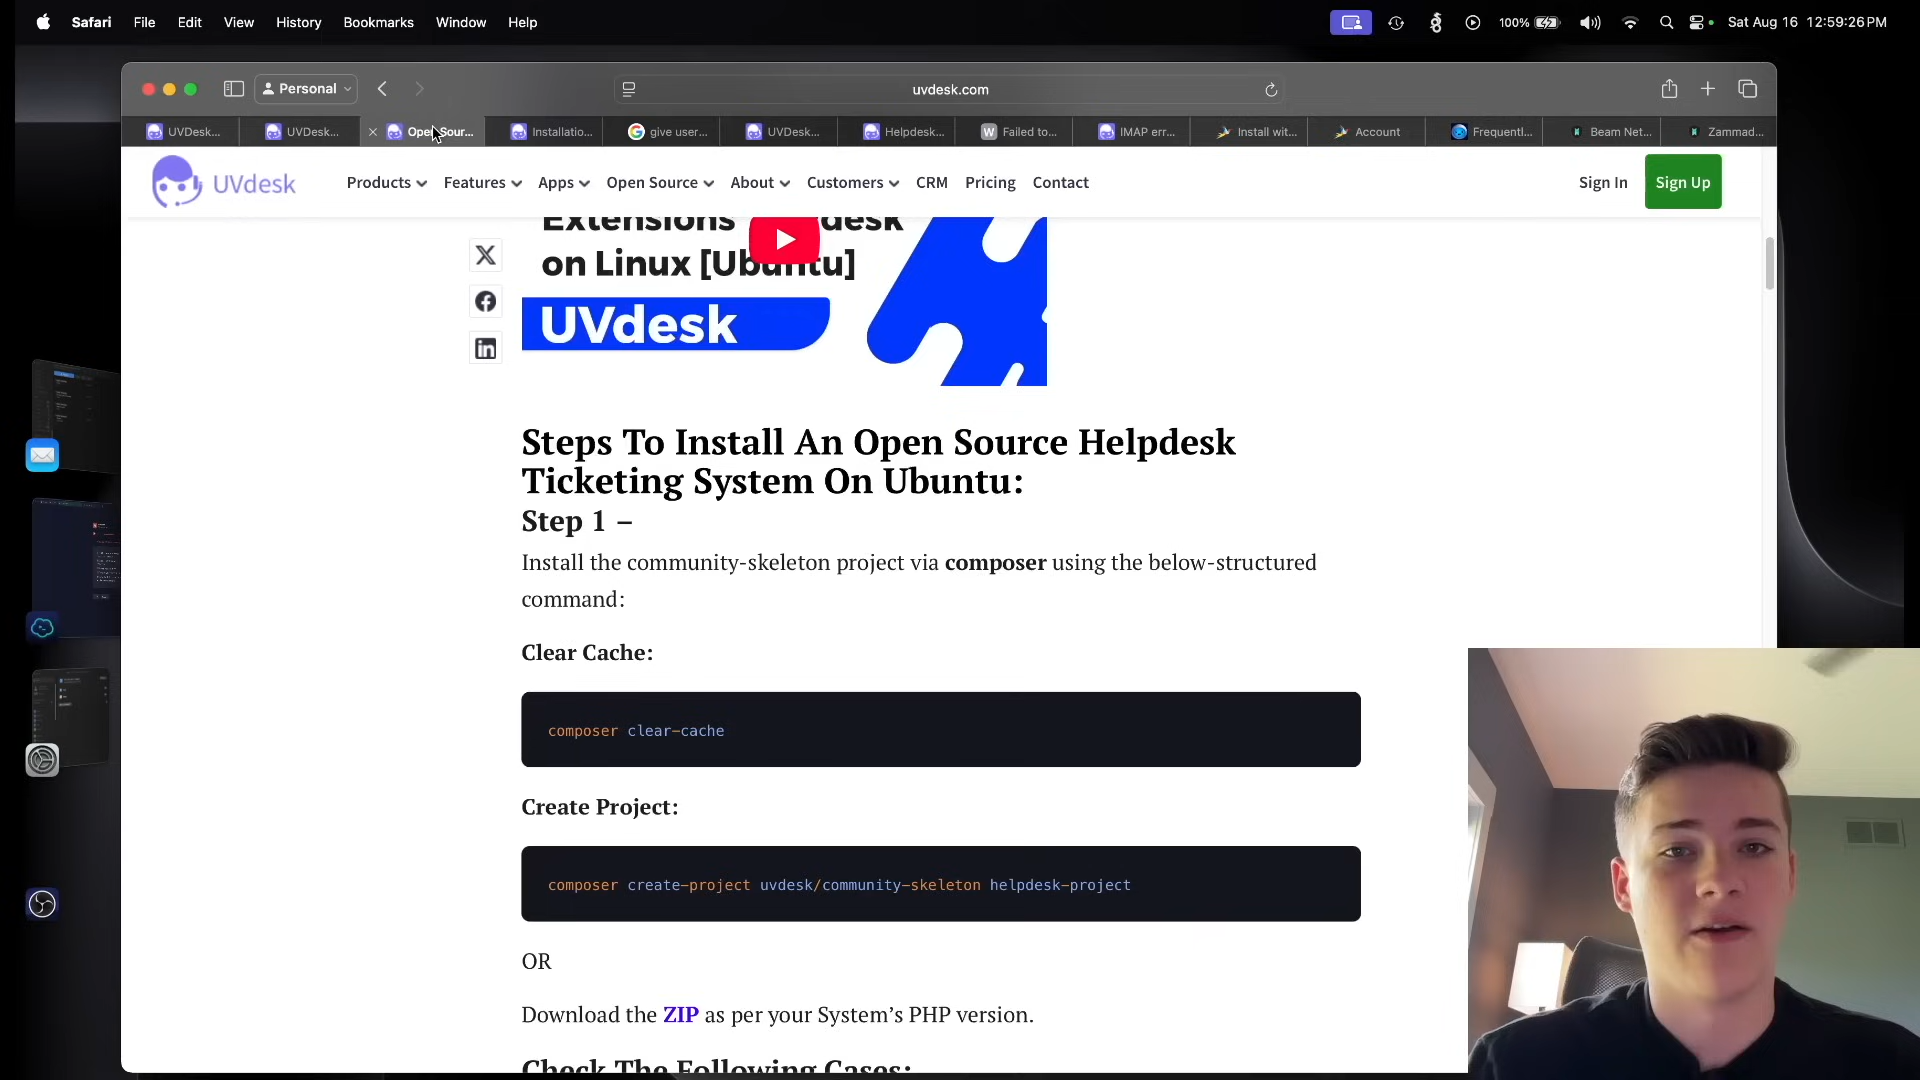 Safari File Edit View History Bookmarks Window Help 100% Sat Aug 16 12:59:26 PM
Personal uvdesk.com
UVDesk... UVDesk... Open Sour... Installatio... give user... UVDesk... Helpdesk... Failed to... IMAP err... Install wit... Account Frequentl... Beam Net... Zammad...
UVdesk Products Features Apps Open Source About Customers CRM Pricing Contact Sign In Sign Up
Extensions desk
on Linux [Ubuntu]
UVdesk
Steps To Install An Open Source Helpdesk
Ticketing System On Ubuntu:
Step 1 –
Install the community-skeleton project via composer using the below-structured
command:
Clear Cache:
composer clear-cache
Create Project:
composer create-project uvdesk/community-skeleton helpdesk-project
OR
Download the ZIP as per your System’s PHP version.
Check The Following Cases: